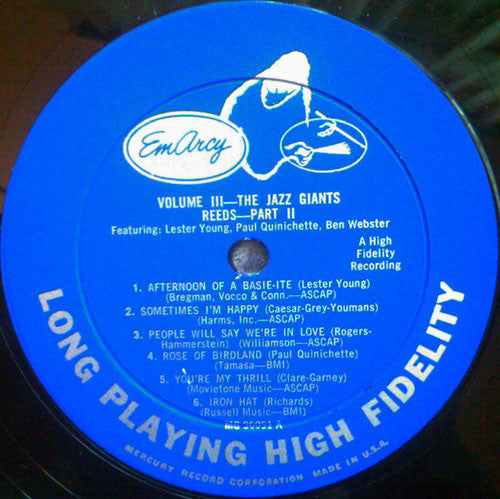 EmArcy
VOLUME III—THE JAZZ GIANTS
REEDS—PART II
Featuring: Lester Young, Paul Quinichette, Ben Webster
A High
Fidelity
Recording
1. AFTERNOON OF A BASIE-ITE (Lester Young)
(Bregman, Vocco & Conn.—ASCAP)
2. SOMETIMES I'M HAPPY (Caesar-Grey-Youmans)
(Harms, Inc.—ASCAP)
3. PEOPLE WILL SAY WE'RE IN LOVE (Rogers-
Hammerstein) (Williamson—ASCAP)
4. ROSE OF BIRDLAND (Paul Quinichette)
(Tamasa—BMI)
5. YOU'RE MY THRILL (Clare-Garney)
(Movietone Music—ASCAP)
6. IRON HAT (Richards)
(Russell Music—BMI)
MG 36051 A
LONG PLAYING HIGH FIDELITY
MERCURY RECORD CORPORATION MADE IN U.S.A.